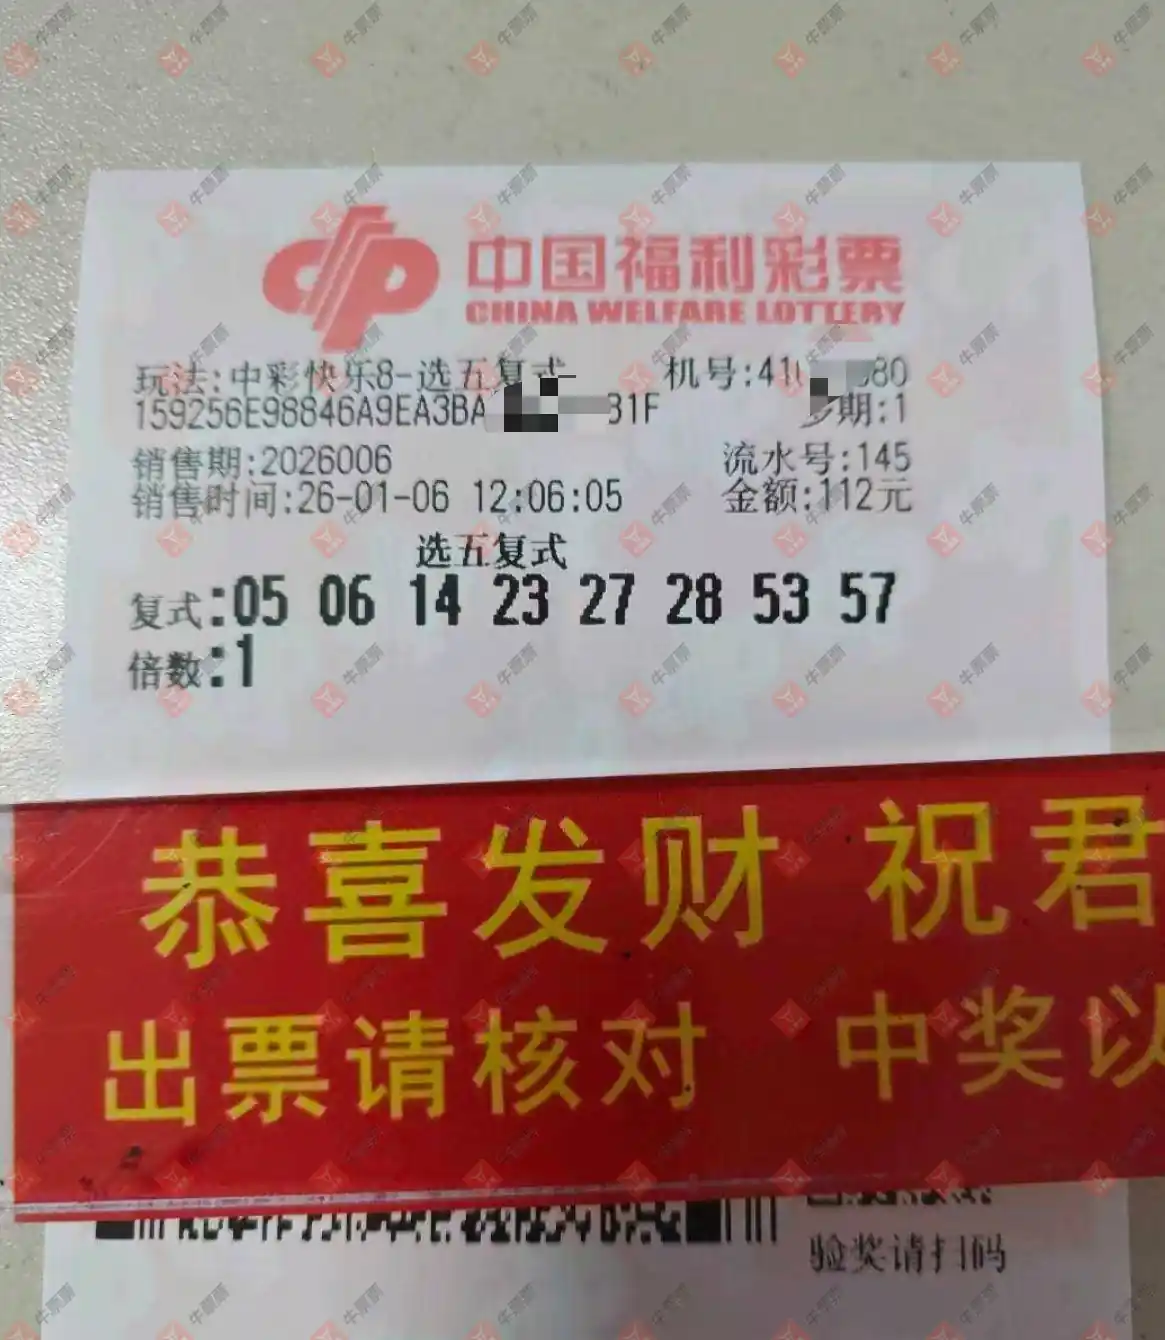 中国福利彩票
CHINA WELFARE LOTTERY
玩法:中彩快乐8-选五复式 机号:41 80
159256E98846A9EA3BA B1F 期:1
销售期:2026006 流水号:145
销售时间:26-01-06 12:06:05 金额:112元
选五复式
复式:05 06 14 23 27 28 53 57
倍数:1
恭喜发财 祝君
出票请核对 中奖以
验奖请扫码
牛票票